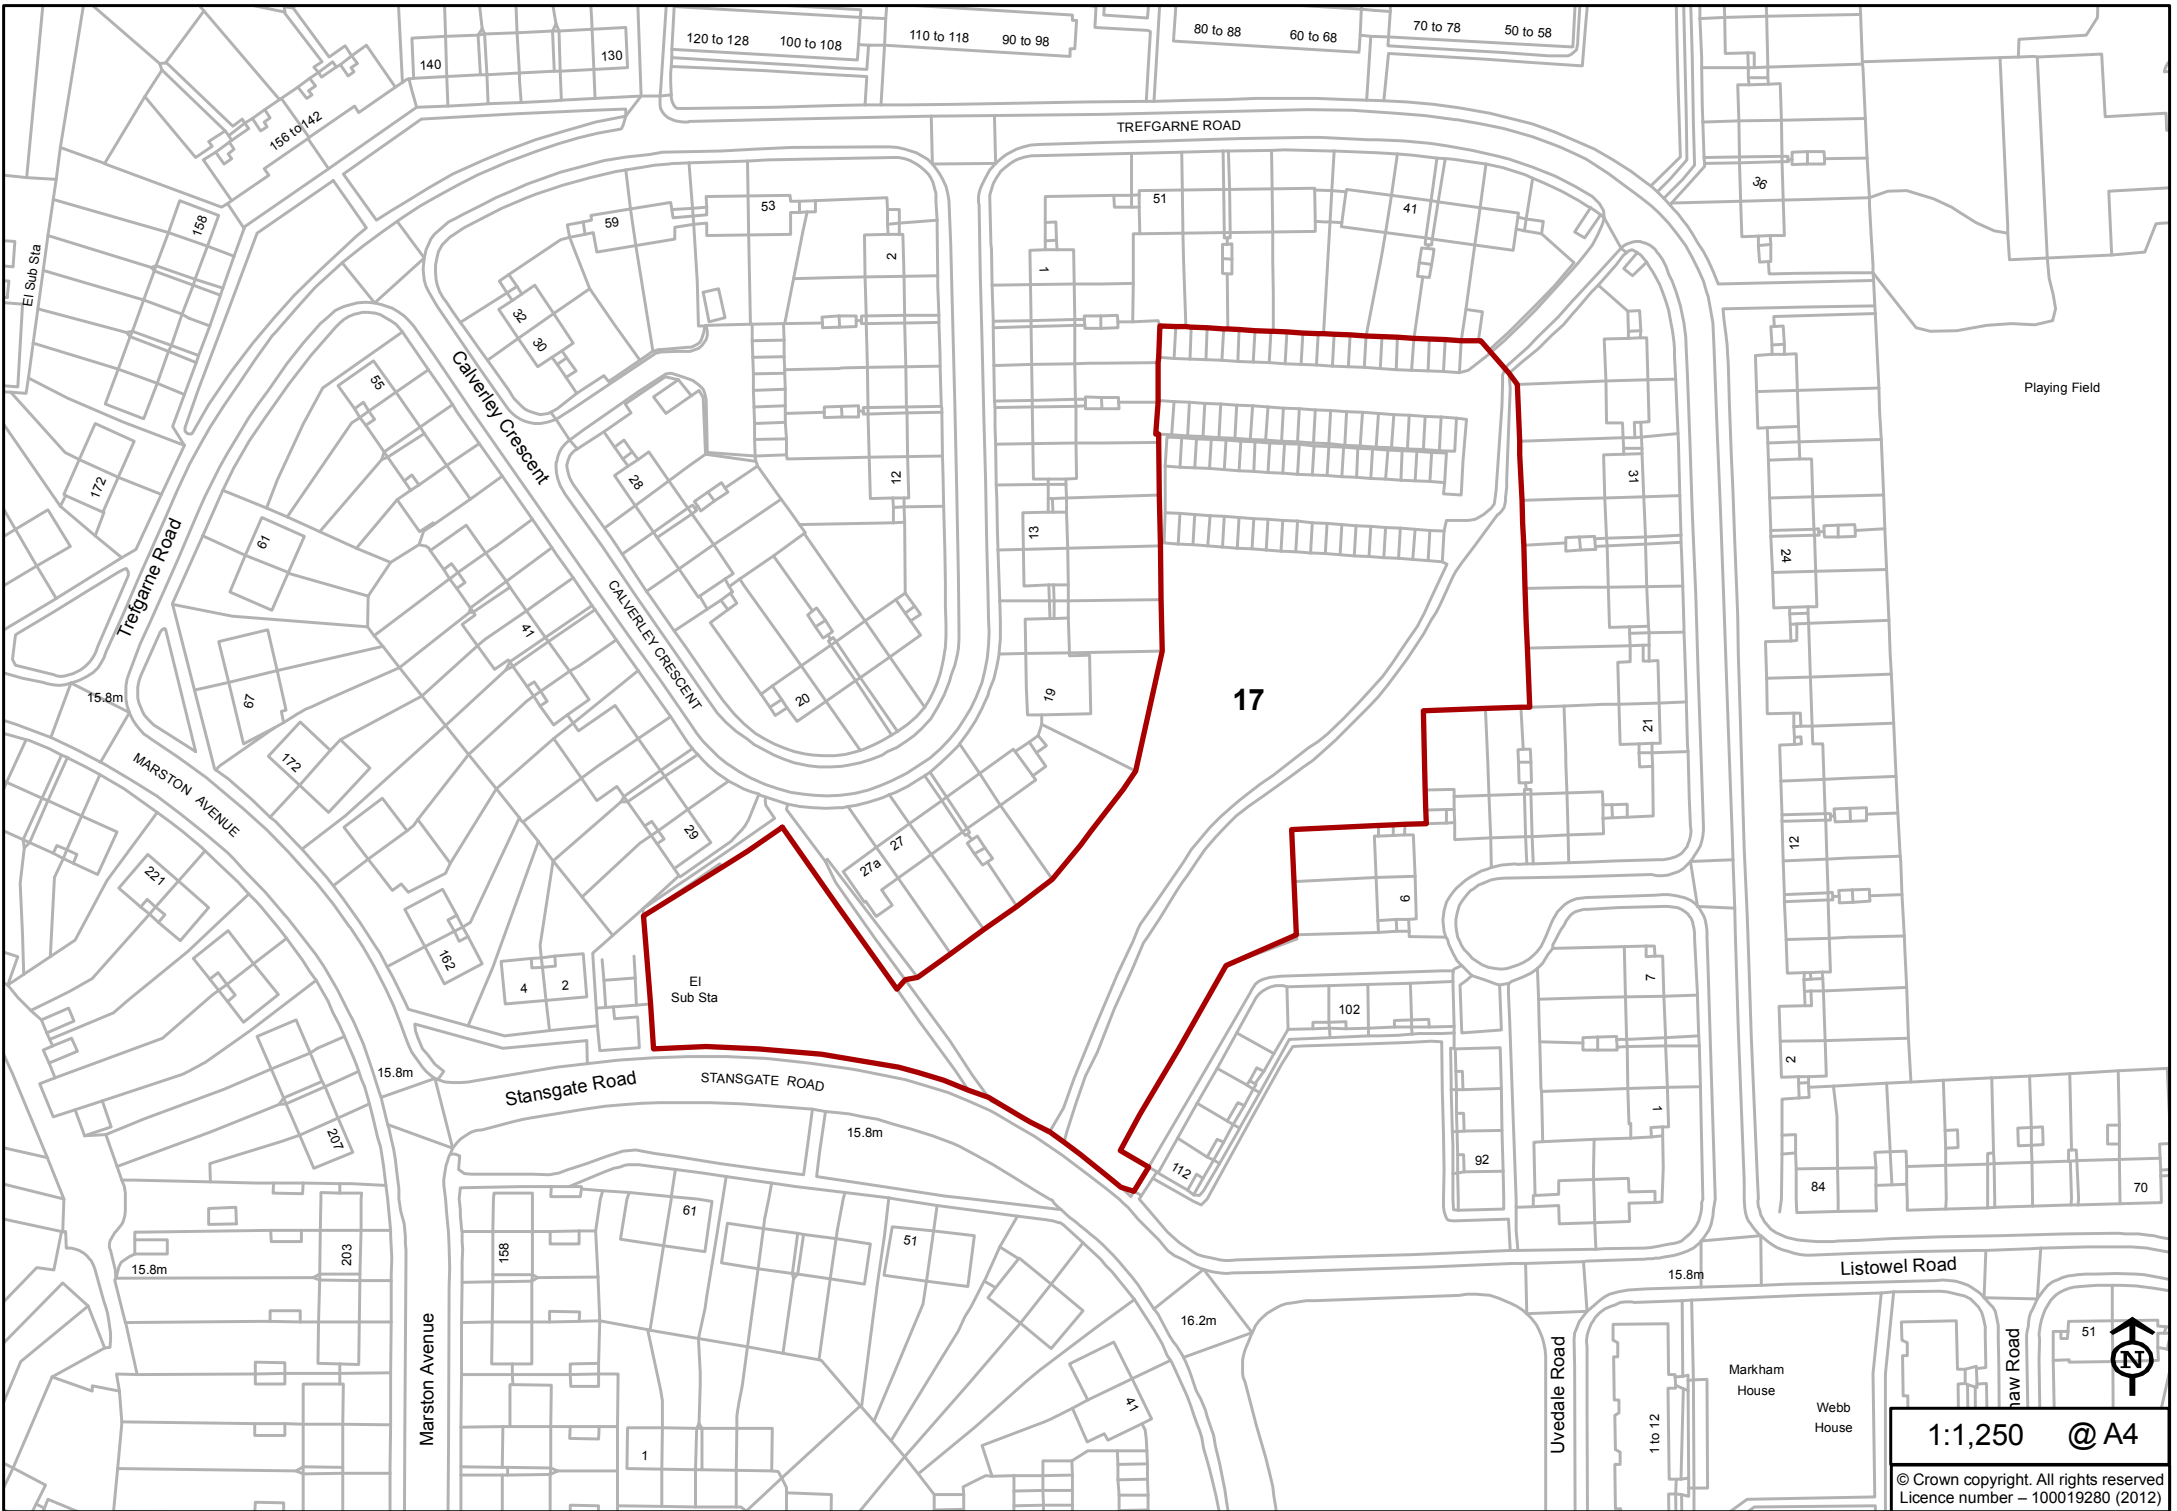 120 to 128
100 to 108
110 to 118
90 to 98
80 to 88
60 to 68
70 to 78
50 to 58
140
130
156 to 142
TREFGARNE ROAD
36
158
El Sub Sta
59
53
2
51
41
1
32
30
Calverley Crescent
55
Playing Field
172
28
12
31
61
13
24
Trefgarne Road
41
CALVERLEY CRESCENT
67
15.8m
20
19
17
21
172
MARSTON AVENUE
29
27
27a
12
221
6
162
4
2
El
Sub Sta
102
7
2
15.8m
Stansgate Road
STANSGATE ROAD
15.8m
1
207
112
92
84
70
61
51
203
158
15.8m
15.8m
Listowel Road
16.2m
Marston Avenue
Uvedale Road
Markham
House
Webb
House
1 to 12
haw Road
51
N
41
1
1:1,250 @ A4
© Crown copyright. All rights reserved
Licence number – 100019280 (2012)